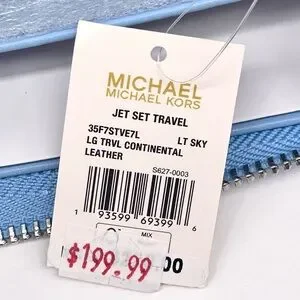 MICHAEL
MICHAEL KORS
JET SET TRAVEL
35F7STVE7L LT SKY
LG TRVL CONTINENTAL
LEATHER
S627-0003
1 93599 69399 6
MIX
$199.99
00